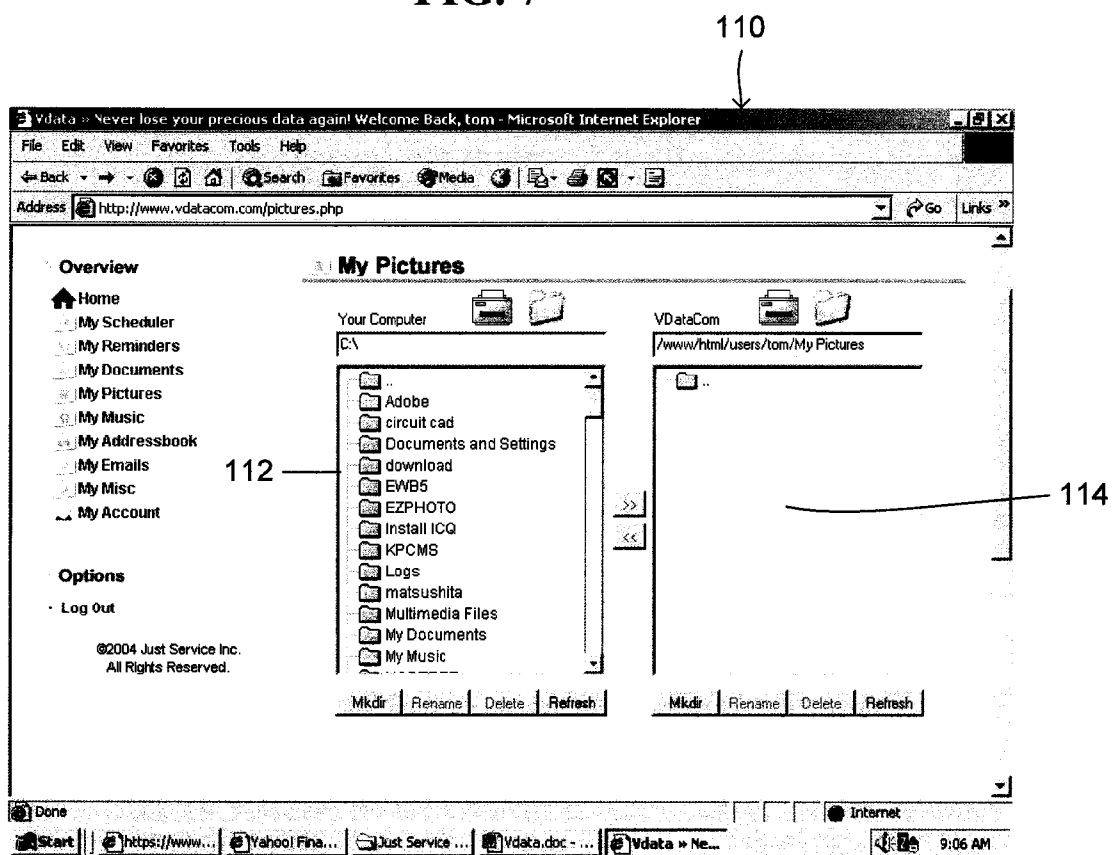 110
Vdata » Never lose your precious data again! Welcome Back, tom - Microsoft Internet Explorer
File Edit View Favorites Tools Help
Back Search Favorites Media
Address http://www.vdatacom.com/pictures.php Go Links »
Overview
Home
My Scheduler
My Reminders
My Documents
My Pictures
My Music
My Addressbook
My Emails
My Misc
My Account
Options
· Log Out
©2004 Just Service Inc.
All Rights Reserved.
My Pictures
Your Computer
C:\
..
Adobe
circuit cad
Documents and Settings
download
EWB5
EZPHOTO
Install ICQ
KPCMS
Logs
matsushita
Multimedia Files
My Documents
My Music
Mkdir Rename Delete Refresh
112
>>
<<
VDataCom
/www/html/users/tom/My Pictures
..
Mkdir Rename Delete Refresh
114
Done Internet
Start https://www... Yahoo! Fina... Just Service ... Vdata.doc - ... Vdata » Ne... 9:06 AM